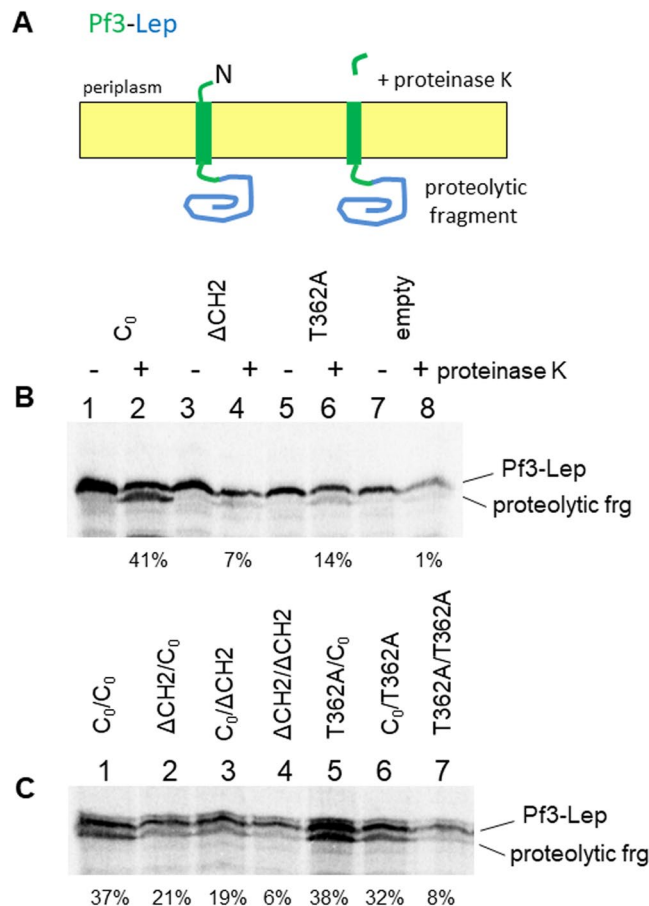 A
Pf3-Lep
periplasm
N
+ proteinase K
proteolytic
fragment
C₀ ΔCH2 T362A empty
- + - + - + - + proteinase K
B
1 2 3 4 5 6 7 8
Pf3-Lep
proteolytic frg
41% 7% 14% 1%
C₀/C₀ ΔCH2/C₀ C₀/ΔCH2 ΔCH2/ΔCH2 T362A/C₀ C₀/T362A T362A/T362A
1 2 3 4 5 6 7
C
Pf3-Lep
proteolytic frg
37% 21% 19% 6% 38% 32% 8%